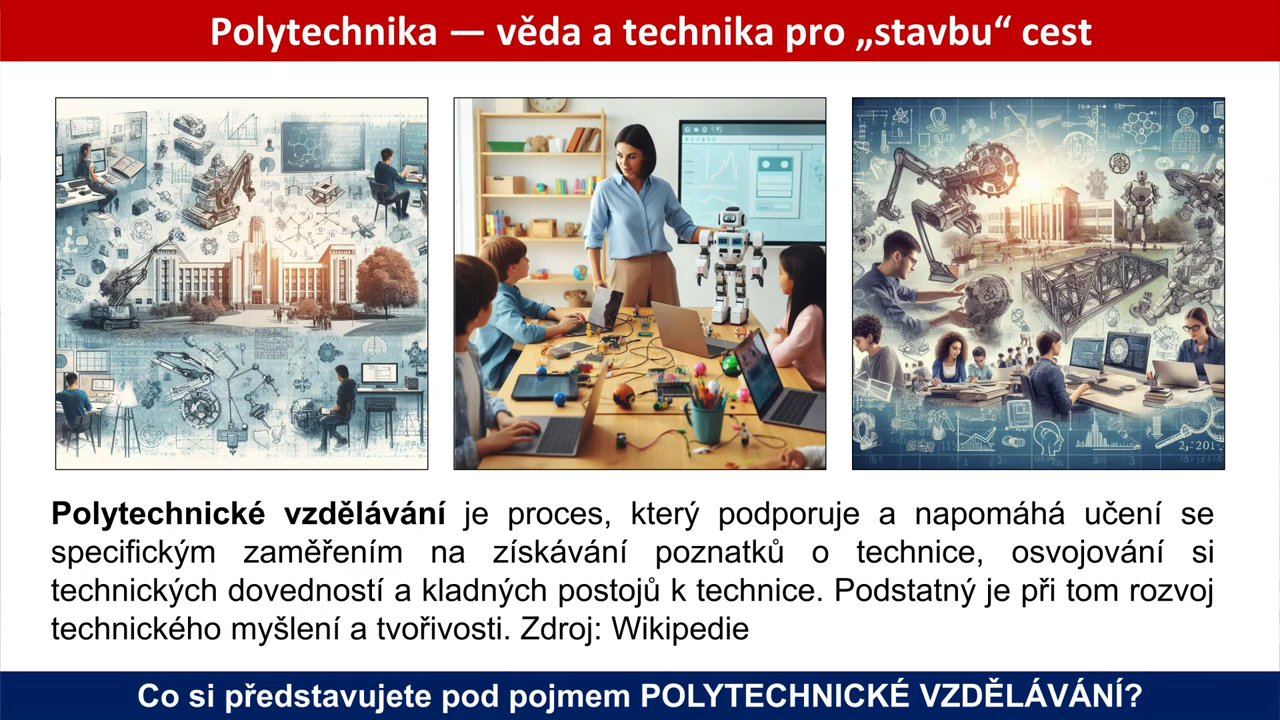 Polytechnika — věda a technika pro „stavbu“ cest
Polytechnické vzdělávání je proces, který podporuje a napomáhá učení se
specifickým zaměřením na získávání poznatků o technice, osvojování si
technických dovedností a kladných postojů k technice. Podstatný je při tom rozvoj
technického myšlení a tvořivosti. Zdroj: Wikipedie
Co si představujete pod pojmem POLYTECHNICKÉ VZDĚLÁVÁNÍ?